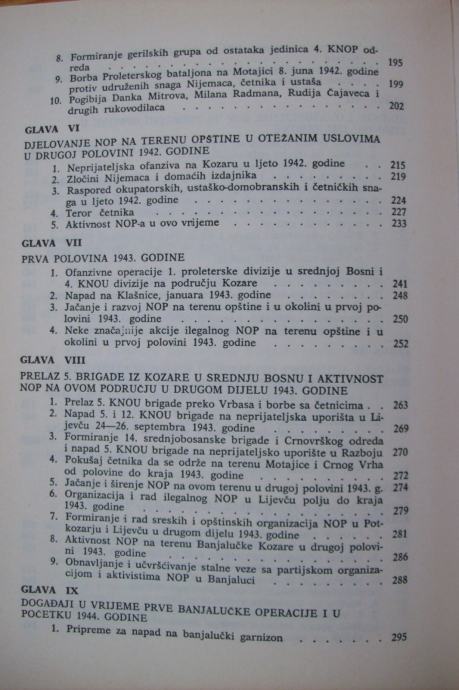 8. Formiranje gerilskih grupa od ostataka jedinica 4. KNOP od-
reda . . . . . . . . . . . . . . . . . . . . 195
9. Borba Proleterskog bataljona na Motajici 8. juna 1942. godine
protiv udruženih snaga Nijemaca, četnika i ustaša . . . 199
10. Pogibija Danka Mitrova, Milana Radmana, Rudija Čajaveca i
drugih rukovodilaca . . . . . . . . . . . . . . 202
GLAVA VI
DJELOVANJE NOP NA TERENU OPŠTINE U OTEŽANIM USLOVIMA
U DRUGOJ POLOVINI 1942. GODINE
1. Neprijateljska ofanziva na Kozaru u ljeto 1942. godine . . 215
2. Zločini Nijemaca i domaćih izdajnika . . . . . . . . 219
3. Raspored okupatorskih, ustaško-domobranskih i četničkih sna-
ga u ljeto 1942. godine . . . . . . . . . . . . . 224
4. Teror četnika . . . . . . . . . . . . . . . . 227
5. Aktivnost NOP-a u ovo vrijeme . . . . . . . . . . 233
GLAVA VII
PRVA POLOVINA 1943. GODINE
1. Ofanzivne operacije 1. proleterske divizije u srednjoj Bosni i
4. KNOU divizije na području Kozare . . . . . . . . 241
2. Napad na Klašnice, januara 1943. godine . . . . . . . 248
3. Jačanje i razvoj NOP na terenu opštine i u okolini u prvoj po-
lovini 1943. godine . . . . . . . . . . . . . . 250
4. Neke značajnije akcije ilegalnog NOP na terenu opštine i u
okolini u prvoj polovini 1943. godine . . . . . . . . 252
GLAVA VIII
PRELAZ 5. BRIGADE IZ KOZARE U SREDNJU BOSNU I AKTIVNOST
NOP NA OVOM PODRUČJU U DRUGOM DIJELU 1943. GODINE
1. Prelaz 5. KNOU brigade preko Vrbasa i borbe sa četnicima . . 263
2. Napad 5. i 12. KNOU brigade na neprijateljska uporišta u Li-
jevču 24—26. septembra 1943. godine . . . . . . . . 269
3. Formiranje 14. srednjobosanske brigade i Crnovrškog odreda
i napad 5. KNOU brigade na neprijateljsko uporište u Razboju 270
4. Pokušaj četnika da se održe na terenu Motajice i Crnog Vrha
od polovine do kraja 1943. godine . . . . . . . . . 272
5. Jačanje i širenje NOP na ovom terenu u drugoj polovini 1943. g. 274
6. Organizacija i rad ilegalnog NOP u Lijevču polju do kraja
1943. godine . . . . . . . . . . . . . . . . 279
7. Formiranje i rad sreskih i opštinskih organizacija NOP u Pot-
kozarju i Lijevču u drugom dijelu 1943. godine . . . . . 281
8. Aktivnost NOP na terenu Banjalučke Kozare u drugoj polovi-
ni 1943. godine . . . . . . . . . . . . . . . 286
9. Obnavljanje i učvršćivanje stalne veze sa partijskom organiza-
cijom i aktivistima NOP u Banjaluci . . . . . . . . 288
GLAVA IX
DOGAĐAJI U VRIJEME PRVE BANJALUČKE OPERACIJE I U
POČETKU 1944. GODINE
1. Pripreme za napad na banjalučki garnizon . . . . . . . 295